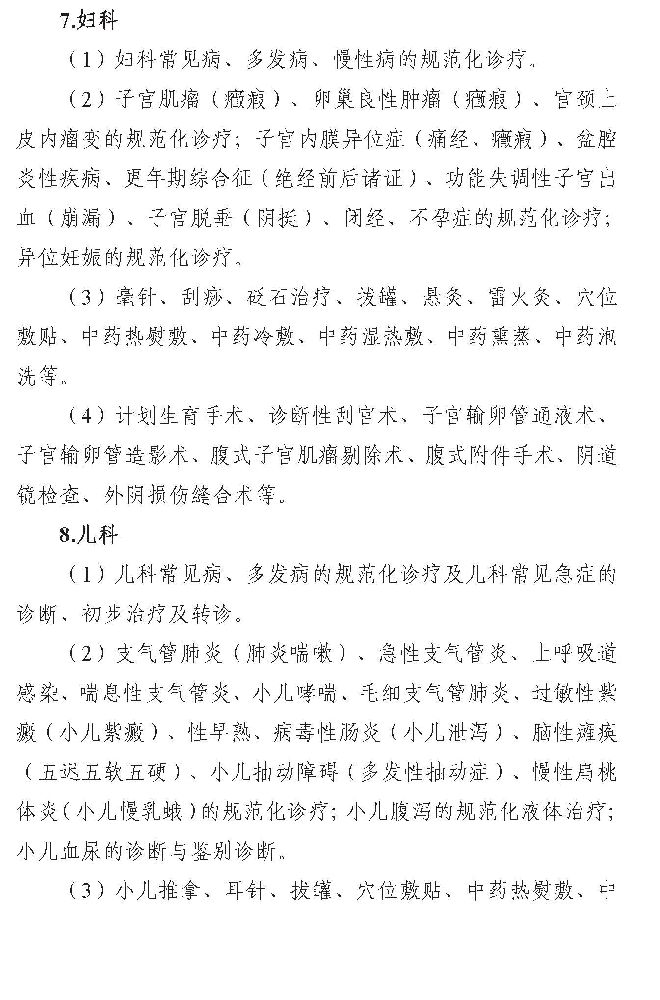 7.妇科
（1）妇科常见病、多发病、慢性病的规范化诊疗。
（2）子宫肌瘤（癥瘕）、卵巢良性肿瘤（癥瘕）、宫颈上
皮内瘤变的规范化诊疗；子宫内膜异位症（痛经、癥瘕）、盆腔
炎性疾病、更年期综合征（绝经前后诸证）、功能失调性子宫出
血（崩漏）、子宫脱垂（阴挺）、闭经、不孕症的规范化诊疗；
异位妊娠的规范化诊疗。
（3）毫针、刮痧、砭石治疗、拔罐、悬灸、雷火灸、穴位
敷贴、中药热熨敷、中药冷敷、中药湿热敷、中药熏蒸、中药泡
洗等。
（4）计划生育手术、诊断性刮宫术、子宫输卵管通液术、
子宫输卵管造影术、腹式子宫肌瘤剔除术、腹式附件手术、阴道
镜检查、外阴损伤缝合术等。
8.儿科
（1）儿科常见病、多发病的规范化诊疗及儿科常见急症的
诊断、初步治疗及转诊。
（2）支气管肺炎（肺炎喘嗽）、急性支气管炎、上呼吸道
感染、喘息性支气管炎、小儿哮喘、毛细支气管肺炎、过敏性紫
癜（小儿紫癜）、性早熟、病毒性肠炎（小儿泄泻）、脑性瘫痪
（五迟五软五硬）、小儿抽动障碍（多发性抽动症）、慢性扁桃
体炎（小儿慢乳蛾）的规范化诊疗；小儿腹泻的规范化液体治疗；
小儿血尿的诊断与鉴别诊断。
（3）小儿推拿、耳针、拔罐、穴位敷贴、中药热熨敷、中